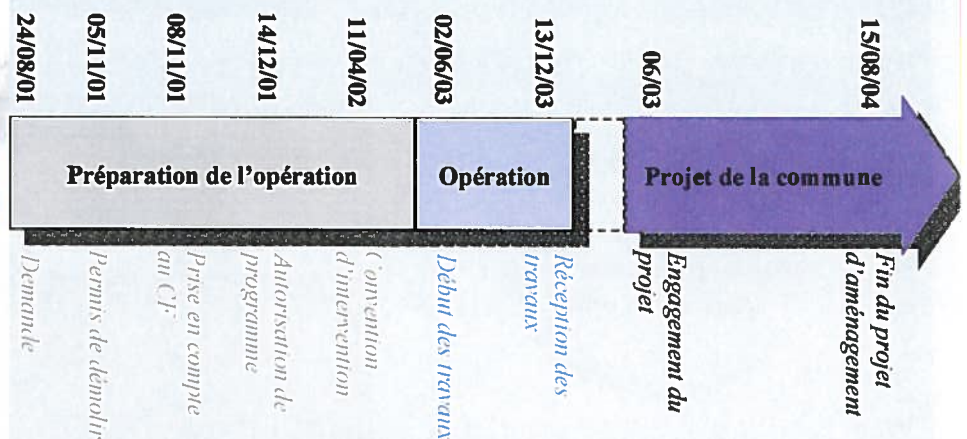 24/08/01
05/11/01
08/11/01
14/12/01
11/04/02
02/06/03
13/12/03
06/03
15/08/04
Préparation de l'opération
Opération
Projet de la commune
Demande
Permis de démolir
Prise en compte
au CF
Autorisation de
programme
Convention
d'intervention
Début des travaux
Réception des
travaux
Engagement du
projet
Fin du projet
d'aménagement